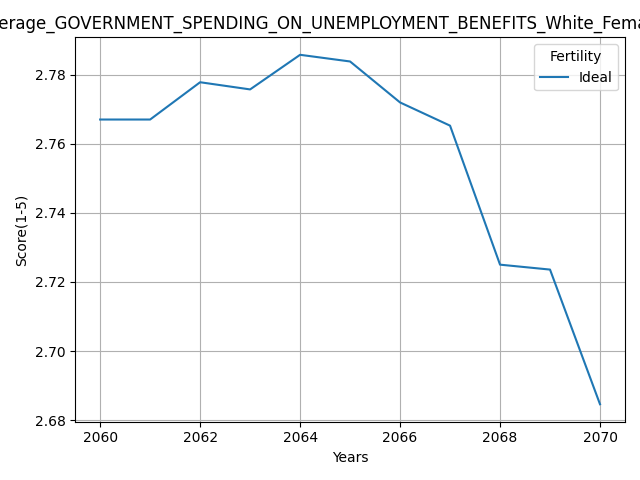 erage_GOVERNMENT_SPENDING_ON_UNEMPLOYMENT_BENEFITS_White_Fema
Fertility
Ideal
Score(1-5)
2.78
2.76
2.74
2.72
2.70
2.68
2060 2062 2064 2066 2068 2070
Years